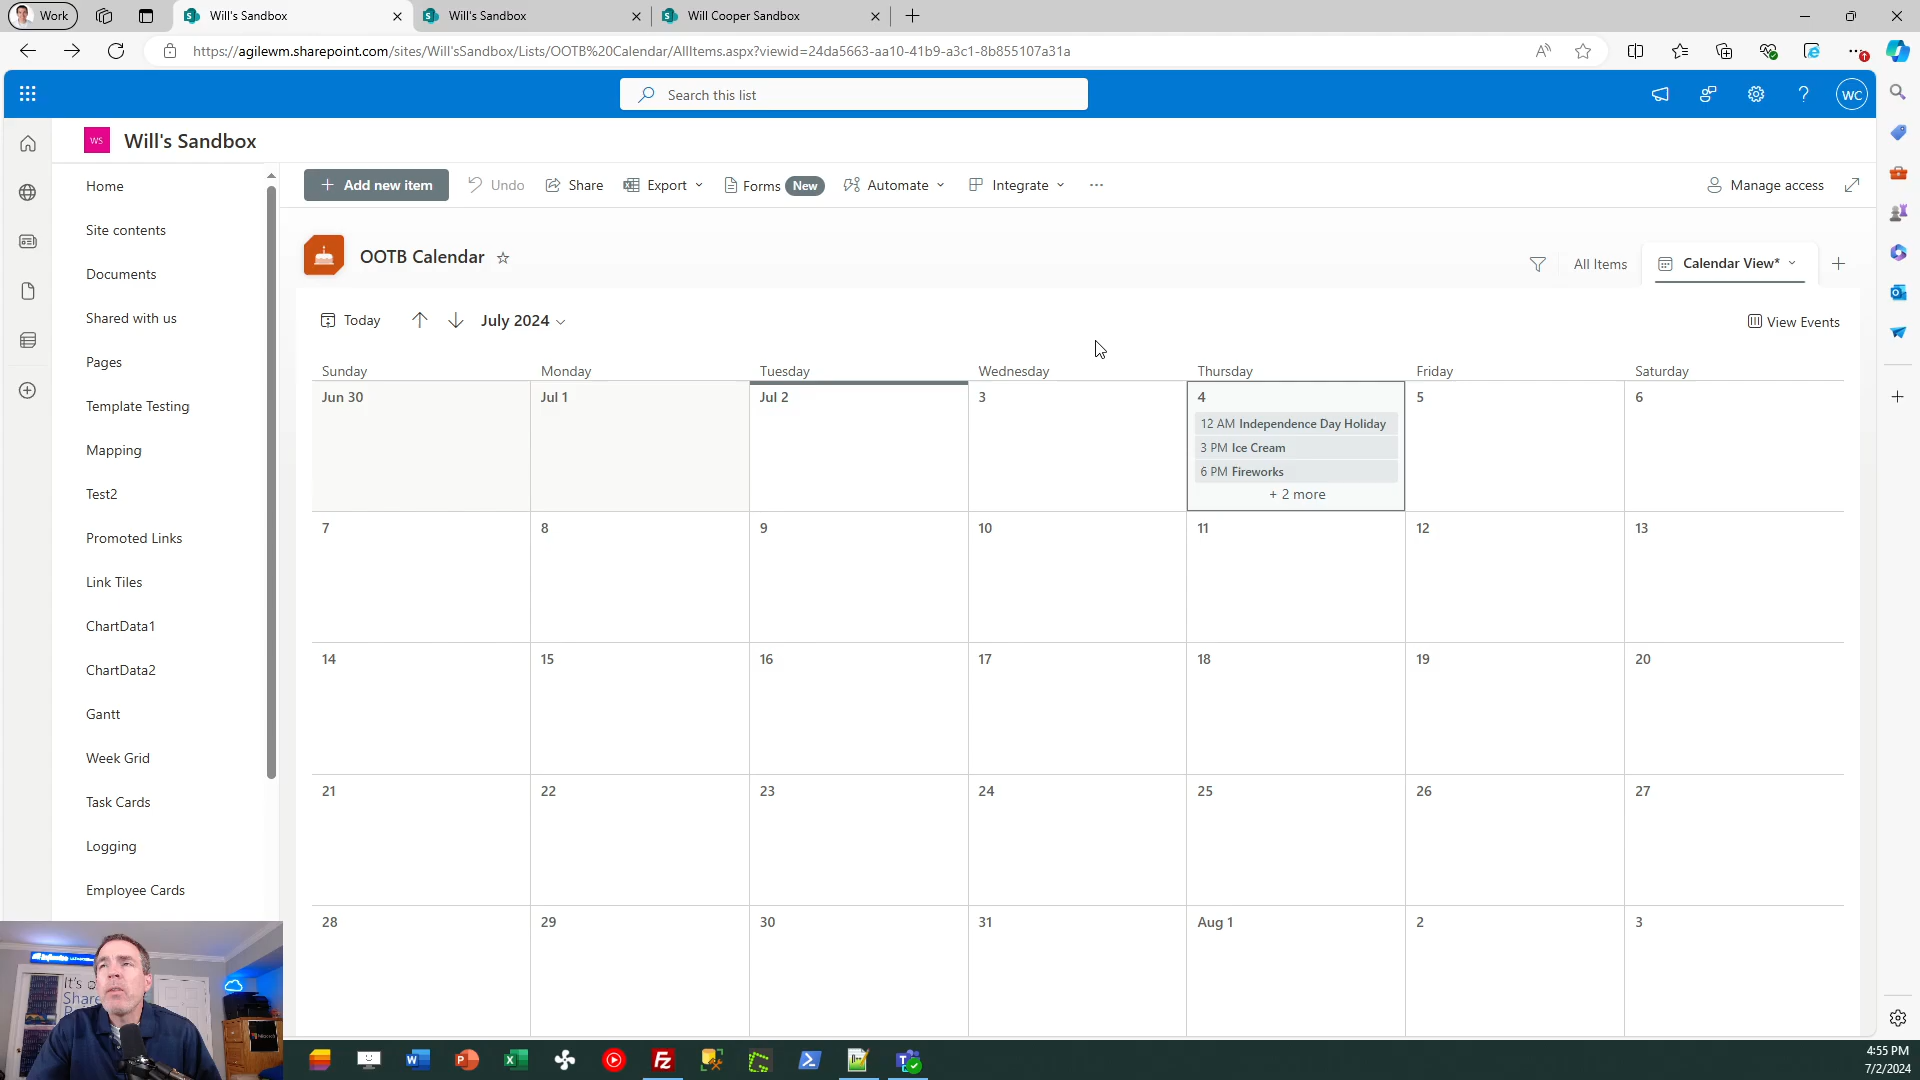 Work
Will's Sandbox
Will's Sandbox
Will Cooper Sandbox
https://agilewm.sharepoint.com/sites/Will'sSandbox/Lists/OOTB%20Calendar/AllItems.aspx?viewid=24da5663-aa10-41b9-a3c1-8b855107a31a
Search this list
WC
WS
Will's Sandbox
Home
Site contents
Documents
Shared with us
Pages
Template Testing
Mapping
Test2
Promoted Links
Link Tiles
ChartData1
ChartData2
Gantt
Week Grid
Task Cards
Logging
Employee Cards
Add new item
Undo
Share
Export
Forms New
Automate
Integrate
Manage access
OOTB Calendar
All Items
Calendar View*
Today
July 2024
View Events
Sunday Monday Tuesday Wednesday Thursday Friday Saturday
Jun 30 Jul 1 Jul 2 3 4 5 6
12 AM Independence Day Holiday
3 PM Ice Cream
6 PM Fireworks
+ 2 more
7 8 9 10 11 12 13
14 15 16 17 18 19 20
21 22 23 24 25 26 27
28 29 30 31 Aug 1 2 3
It's o
Share
4:55 PM
7/2/2024